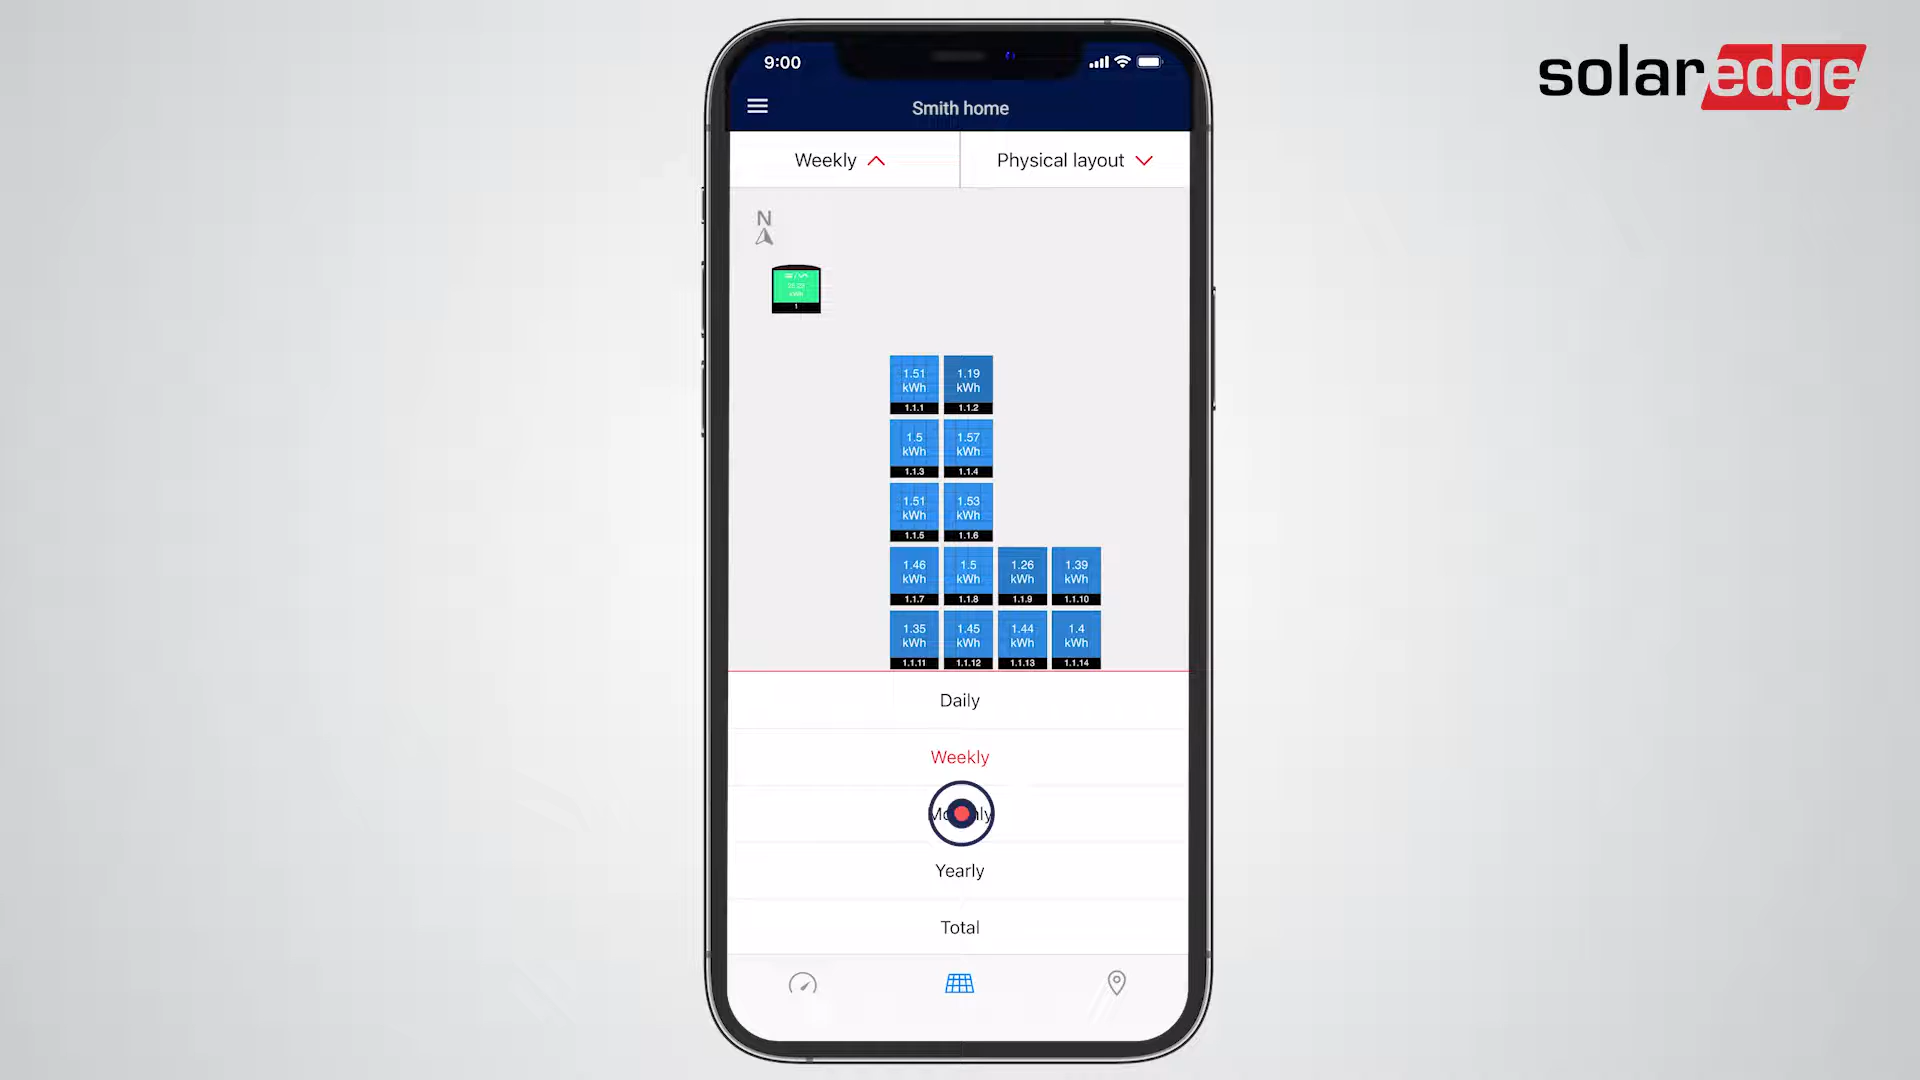 solaredge
9:00
Smith home
Weekly
Physical layout
N
kWh
1
1.51 kWh 1.1.1
1.19 kWh 1.1.2
1.5 kWh 1.1.3
1.57 kWh 1.1.4
1.51 kWh 1.1.5
1.53 kWh 1.1.6
1.46 kWh 1.1.7
1.5 kWh 1.1.8
1.26 kWh 1.1.9
1.39 kWh 1.1.10
1.35 kWh 1.1.11
1.45 kWh 1.1.12
1.44 kWh 1.1.13
1.4 kWh 1.1.14
Daily
Weekly
Monthly
Yearly
Total